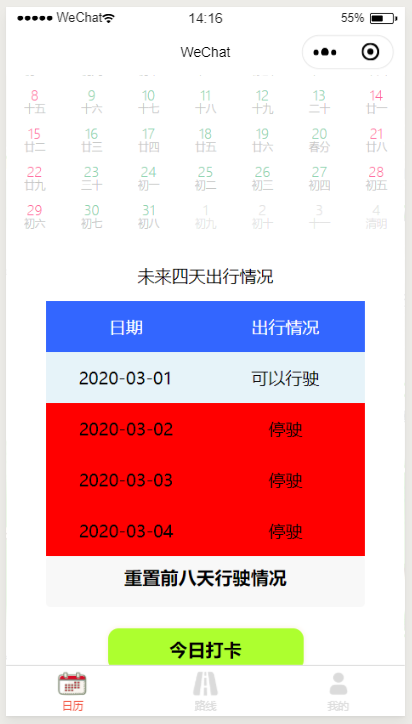 WeChat
14:16
55%
WeChat
8 9 10 11 12 13 14
十五 十六 十七 十八 十九 二十 廿一
15 16 17 18 19 20 21
廿二 廿三 廿四 廿五 廿六 春分 廿八
22 23 24 25 26 27 28
廿九 三十 初一 初二 初三 初四 初五
29 30 31 1 2 3 4
初六 初七 初八 初九 初十 十一 清明
未来四天出行情况
日期 出行情况
2020-03-01 可以行驶
2020-03-02 停驶
2020-03-03 停驶
2020-03-04 停驶
重置前八天行驶情况
今日打卡
日历 路线 我的